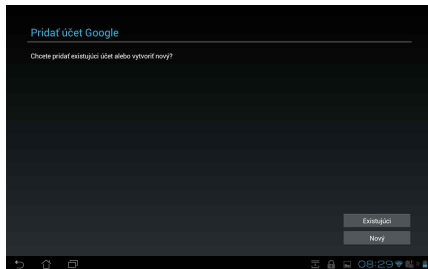 Pridať účet Google
Chcete pridať existujúci účet alebo vytvoriť nový?
Existujúci
Nový
08:29